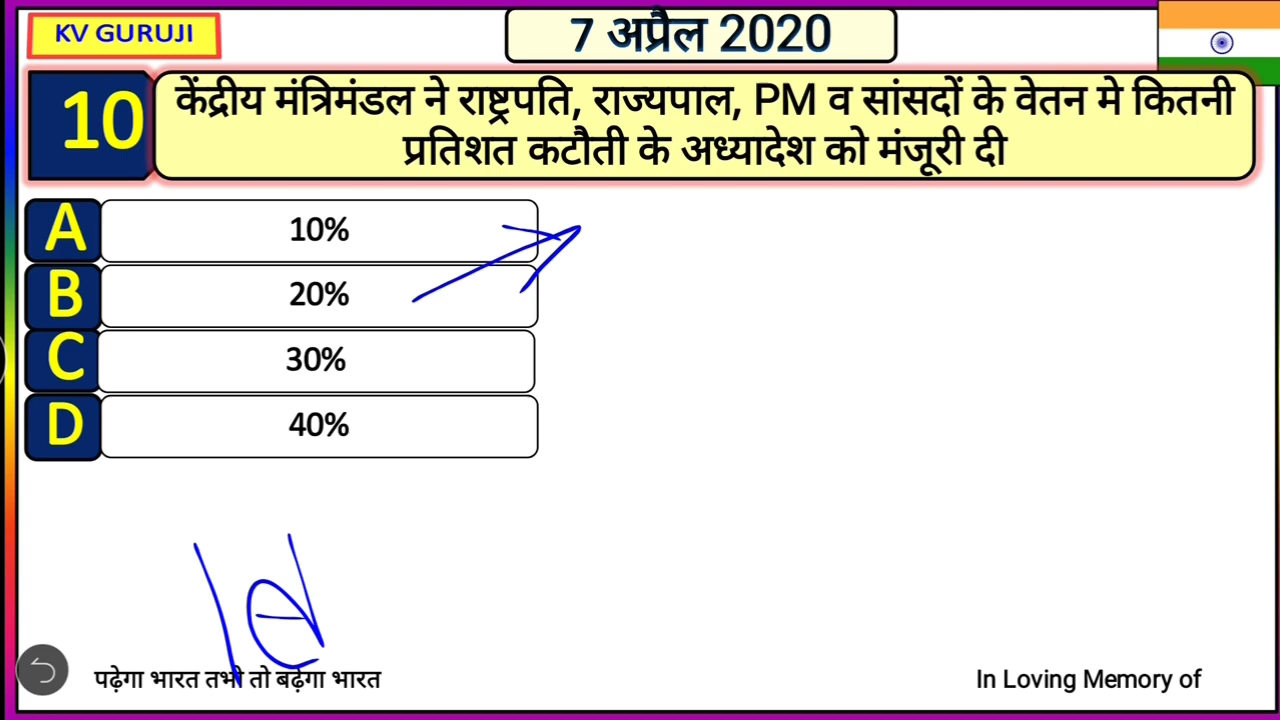 KV GURUJI
7 अप्रैल 2020
10
केंद्रीय मंत्रिमंडल ने राष्ट्रपति, राज्यपाल, PM व सांसदों के वेतन मे कितनी
प्रतिशत कटौती के अध्यादेश को मंजूरी दी
A 10%
B 20%
C 30%
D 40%
पढ़ेगा भारत तभी तो बढ़ेगा भारत
In Loving Memory of